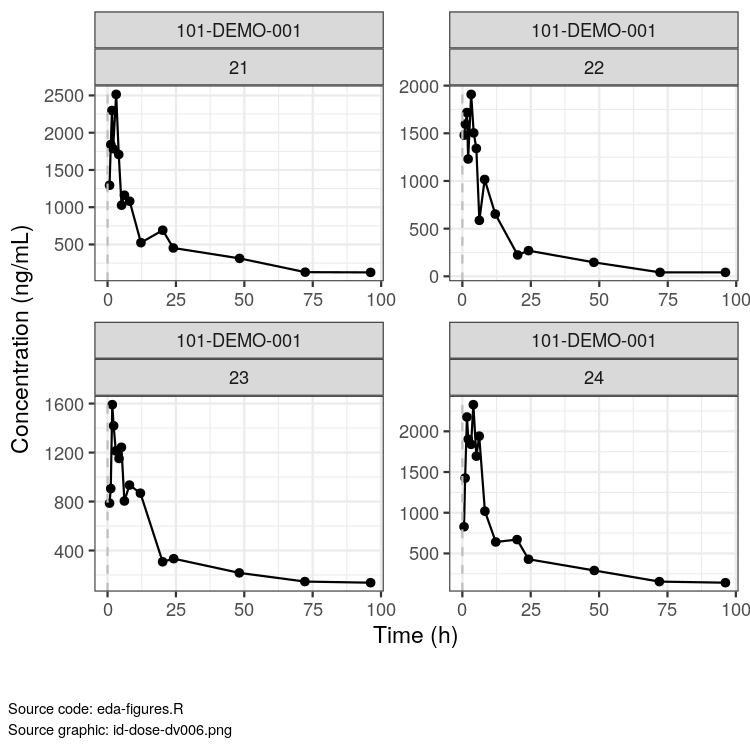 101-DEMO-001 101-DEMO-001
21 22
2500
2000
1500
1000
500
0 25 50 75 100
2000
1500
1000
500
0
0 25 50 75 100
Concentration (ng/mL)
101-DEMO-001 101-DEMO-001
23 24
1600
1200
800
400
0 25 50 75 100
2000
1500
1000
500
0 25 50 75 100
Time (h)
Source code: eda-figures.R
Source graphic: id-dose-dv006.png